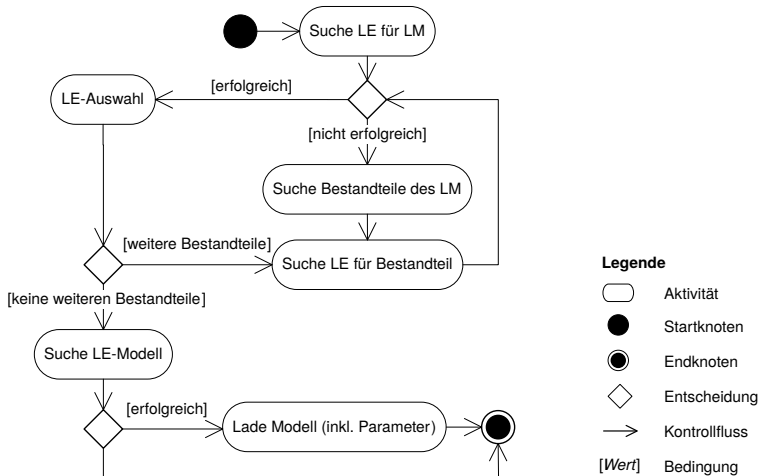 Suche LE für LM
[erfolgreich]
LE-Auswahl
[nicht erfolgreich]
Suche Bestandteile des LM
[weitere Bestandteile]
Suche LE für Bestandteil
[keine weiteren Bestandteile]
Suche LE-Modell
[erfolgreich]
Lade Modell (inkl. Parameter)
Legende
Aktivität
Startknoten
Endknoten
Entscheidung
Kontrollfluss
[Wert] Bedingung